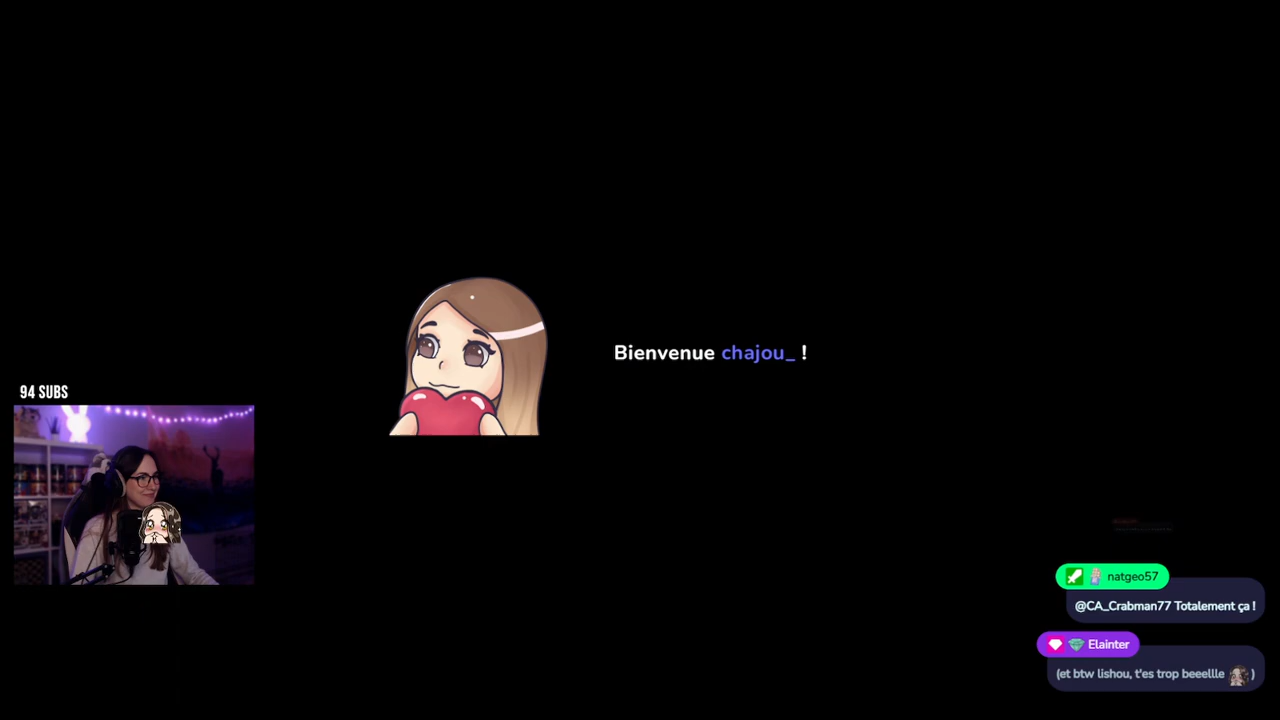 Bienvenue chajou_ !
94 SUBS
natgeo57
@CA_Crabman77 Totalement ça !
Elainter
(et btw lishou, t'es trop beeellle )